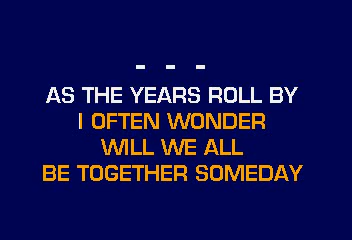 - - -
AS THE YEARS ROLL BY
I OFTEN WONDER
WILL WE ALL
BE TOGETHER SOMEDAY